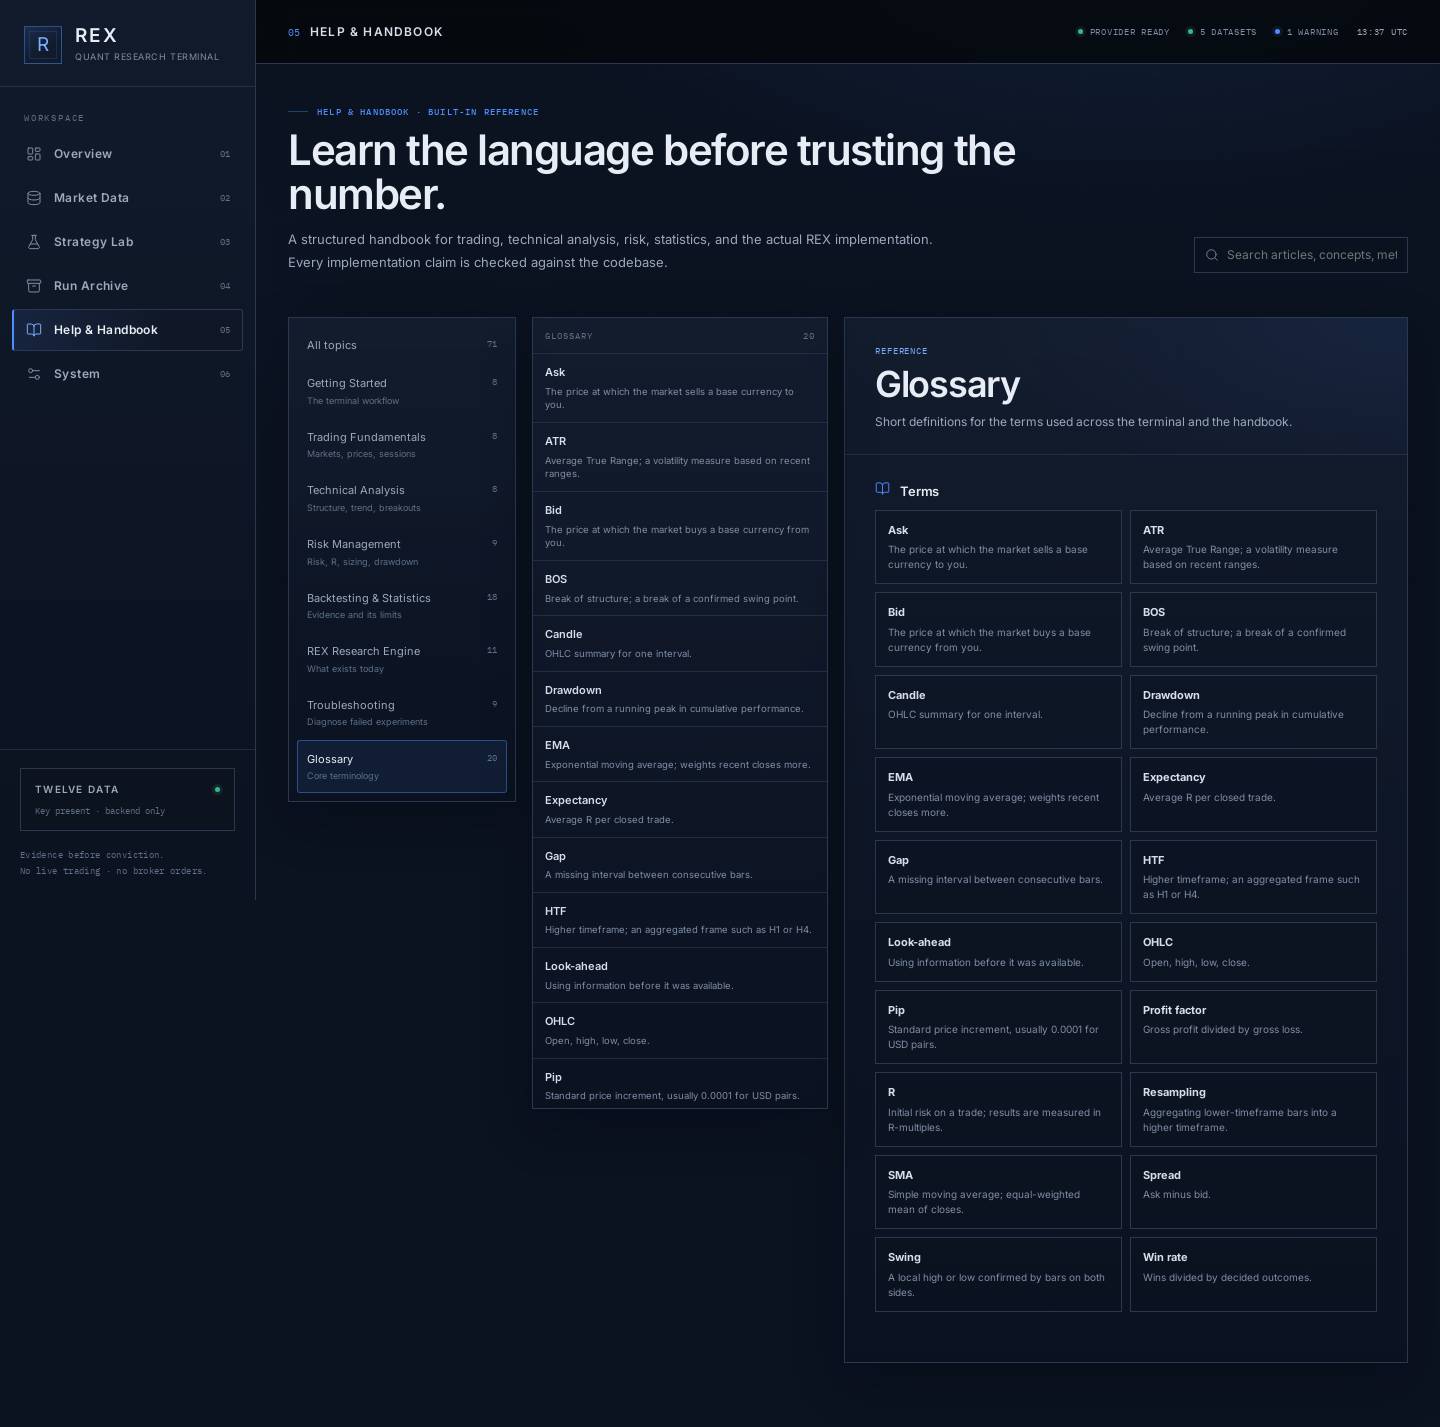 R
REX
QUANT RESEARCH TERMINAL
WORKSPACE
Overview 01
Market Data 02
Strategy Lab 03
Run Archive 04
Help & Handbook 05
System 06
TWELVE DATA
Key present · backend only
Evidence before conviction.
No live trading · no broker orders.
05 HELP & HANDBOOK
PROVIDER READY 5 DATASETS 1 WARNING 13:37 UTC
HELP & HANDBOOK · BUILT-IN REFERENCE
Learn the language before trusting the
number.
A structured handbook for trading, technical analysis, risk, statistics, and the actual REX implementation.
Every implementation claim is checked against the codebase.
Search articles, concepts, met
All topics 71
Getting Started 8
The terminal workflow
Trading Fundamentals 8
Markets, prices, sessions
Technical Analysis 8
Structure, trend, breakouts
Risk Management 9
Risk, R, sizing, drawdown
Backtesting & Statistics 18
Evidence and its limits
REX Research Engine 11
What exists today
Troubleshooting 9
Diagnose failed experiments
Glossary 20
Core terminology
GLOSSARY 20
Ask
The price at which the market sells a base currency to
you.
ATR
Average True Range; a volatility measure based on recent
ranges.
Bid
The price at which the market buys a base currency from
you.
BOS
Break of structure; a break of a confirmed swing point.
Candle
OHLC summary for one interval.
Drawdown
Decline from a running peak in cumulative performance.
EMA
Exponential moving average; weights recent closes more.
Expectancy
Average R per closed trade.
Gap
A missing interval between consecutive bars.
HTF
Higher timeframe; an aggregated frame such as H1 or H4.
Look-ahead
Using information before it was available.
OHLC
Open, high, low, close.
Pip
Standard price increment, usually 0.0001 for USD pairs.
REFERENCE
Glossary
Short definitions for the terms used across the terminal and the handbook.
Terms
Ask
The price at which the market sells a base
currency to you.
ATR
Average True Range; a volatility measure
based on recent ranges.
Bid
The price at which the market buys a base
currency from you.
BOS
Break of structure; a break of a confirmed
swing point.
Candle
OHLC summary for one interval.
Drawdown
Decline from a running peak in cumulative
performance.
EMA
Exponential moving average; weights recent
closes more.
Expectancy
Average R per closed trade.
Gap
A missing interval between consecutive bars.
HTF
Higher timeframe; an aggregated frame such
as H1 or H4.
Look-ahead
Using information before it was available.
OHLC
Open, high, low, close.
Pip
Standard price increment, usually 0.0001 for
USD pairs.
Profit factor
Gross profit divided by gross loss.
R
Initial risk on a trade; results are measured in
R-multiples.
Resampling
Aggregating lower-timeframe bars into a
higher timeframe.
SMA
Simple moving average; equal-weighted
mean of closes.
Spread
Ask minus bid.
Swing
A local high or low confirmed by bars on both
sides.
Win rate
Wins divided by decided outcomes.